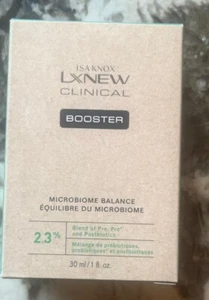 ISA KNOX
LXNEW
CLINICAL
BOOSTER
MICROBIOME BALANCE
ÉQUILIBRE DU MICROBIOME
2,3%
Blend of Pre, Pro*
and Postbiotics
Mélange de prébiotiques,
probiotiques* et postbiotiques
30 ml / 1 fl. oz.